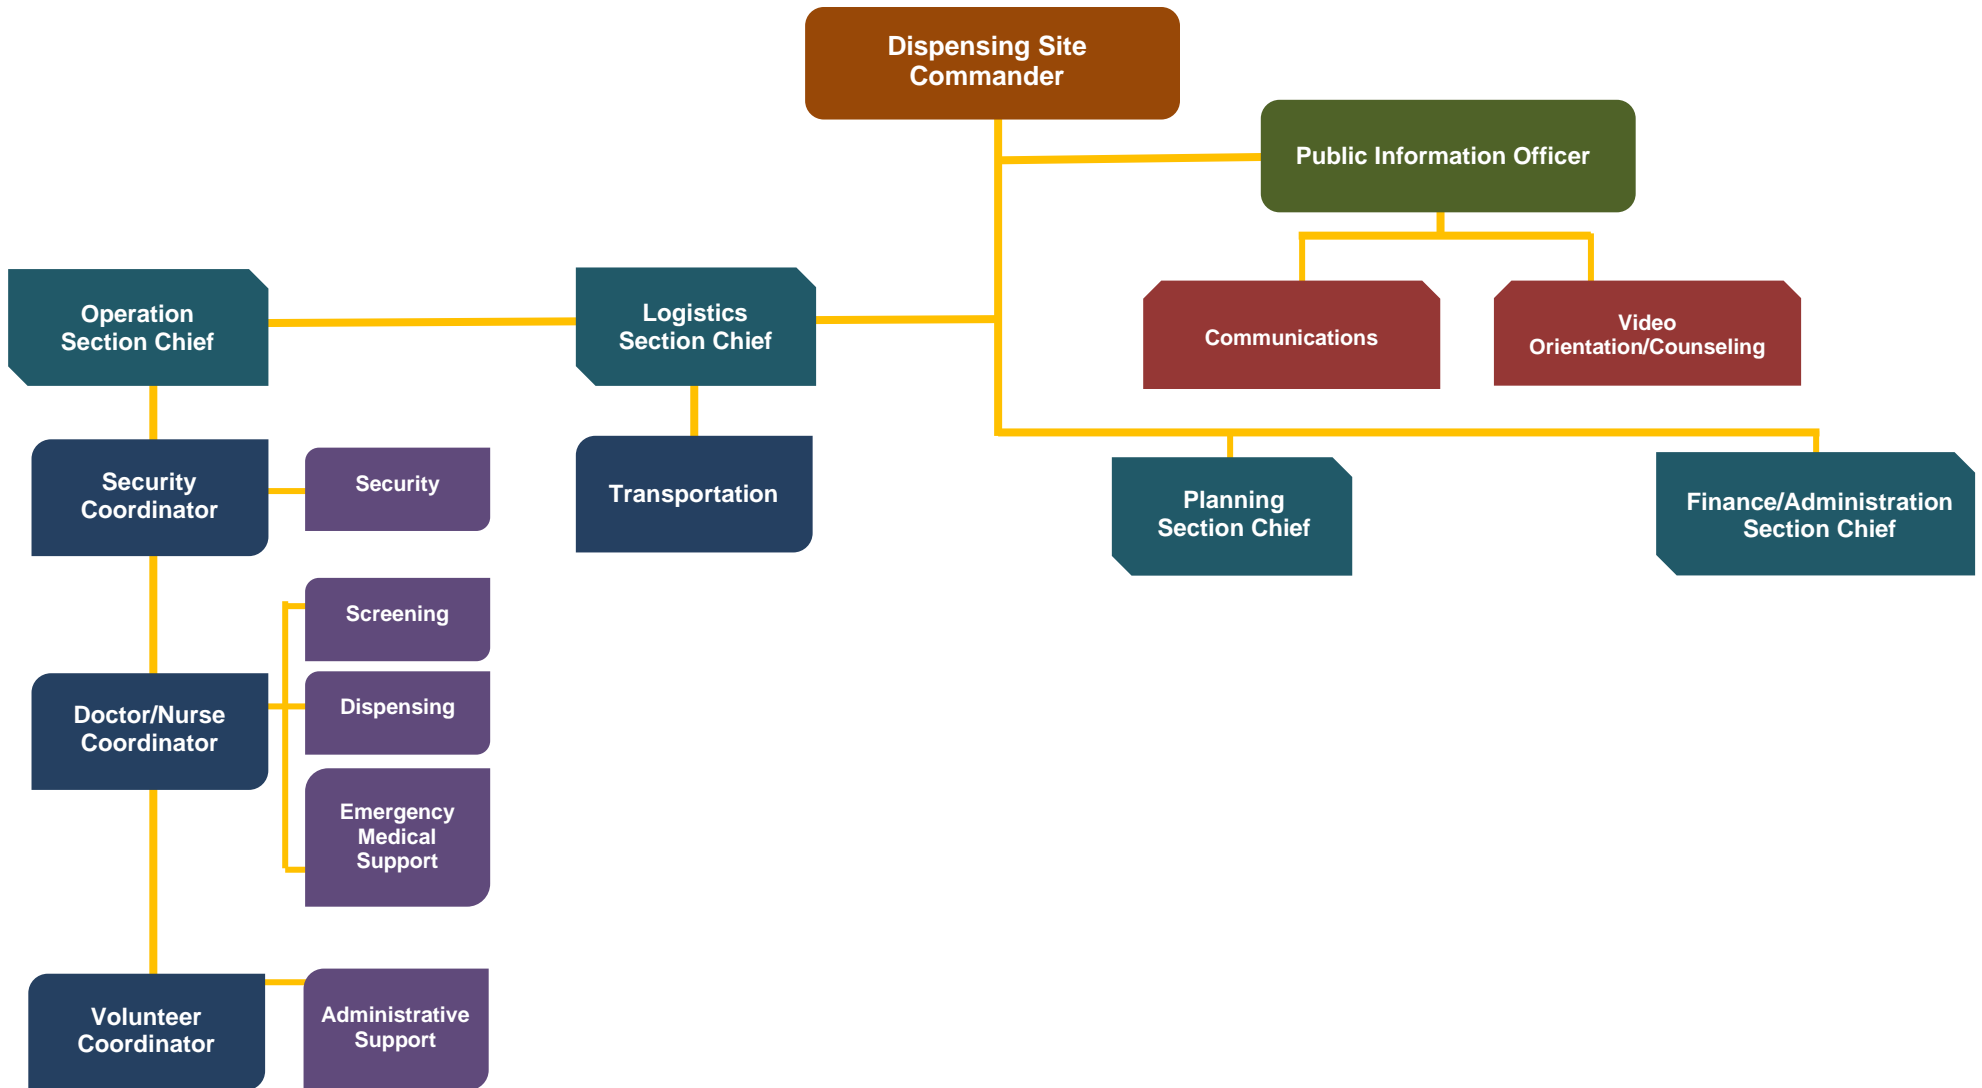 Dispensing Site
Commander
Public Information Officer
Operation
Section Chief
Logistics
Section Chief
Communications
Video
Orientation/Counseling
Security
Coordinator
Security
Transportation
Planning
Section Chief
Finance/Administration
Section Chief
Screening
Doctor/Nurse
Coordinator
Dispensing
Emergency
Medical
Support
Volunteer
Coordinator
Administrative
Support